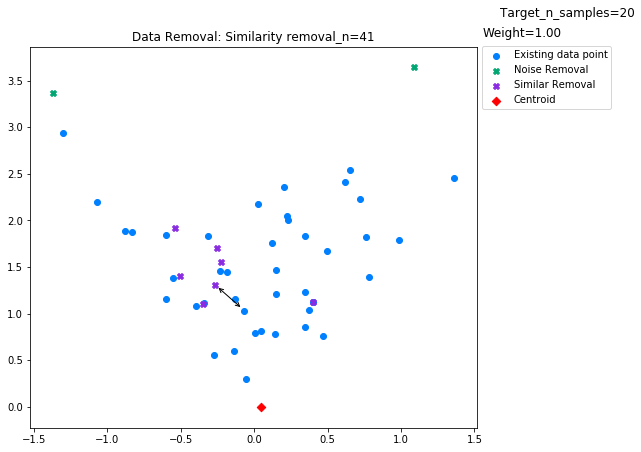 Target_n_samples=20
Weight=1.00
Data Removal: Similarity removal_n=41
Existing data point
Noise Removal
Similar Removal
Centroid
3.5
3.0
2.5
2.0
1.5
1.0
0.5
0.0
−1.5 −1.0 −0.5 0.0 0.5 1.0 1.5